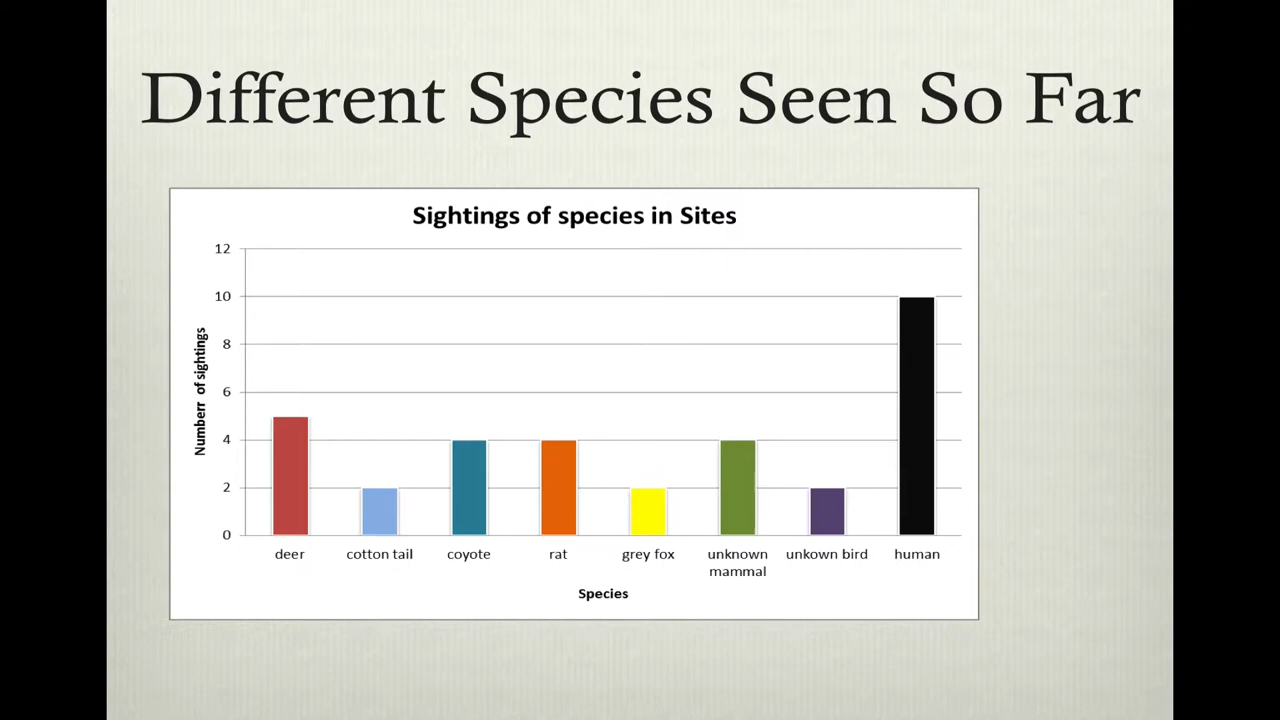 Different Species Seen So Far
Sightings of species in Sites
12
10
8
6
4
2
0
Numberr of sightings
deer
cotton tail
coyote
rat
grey fox
unknown
mammal
unkown bird
human
Species